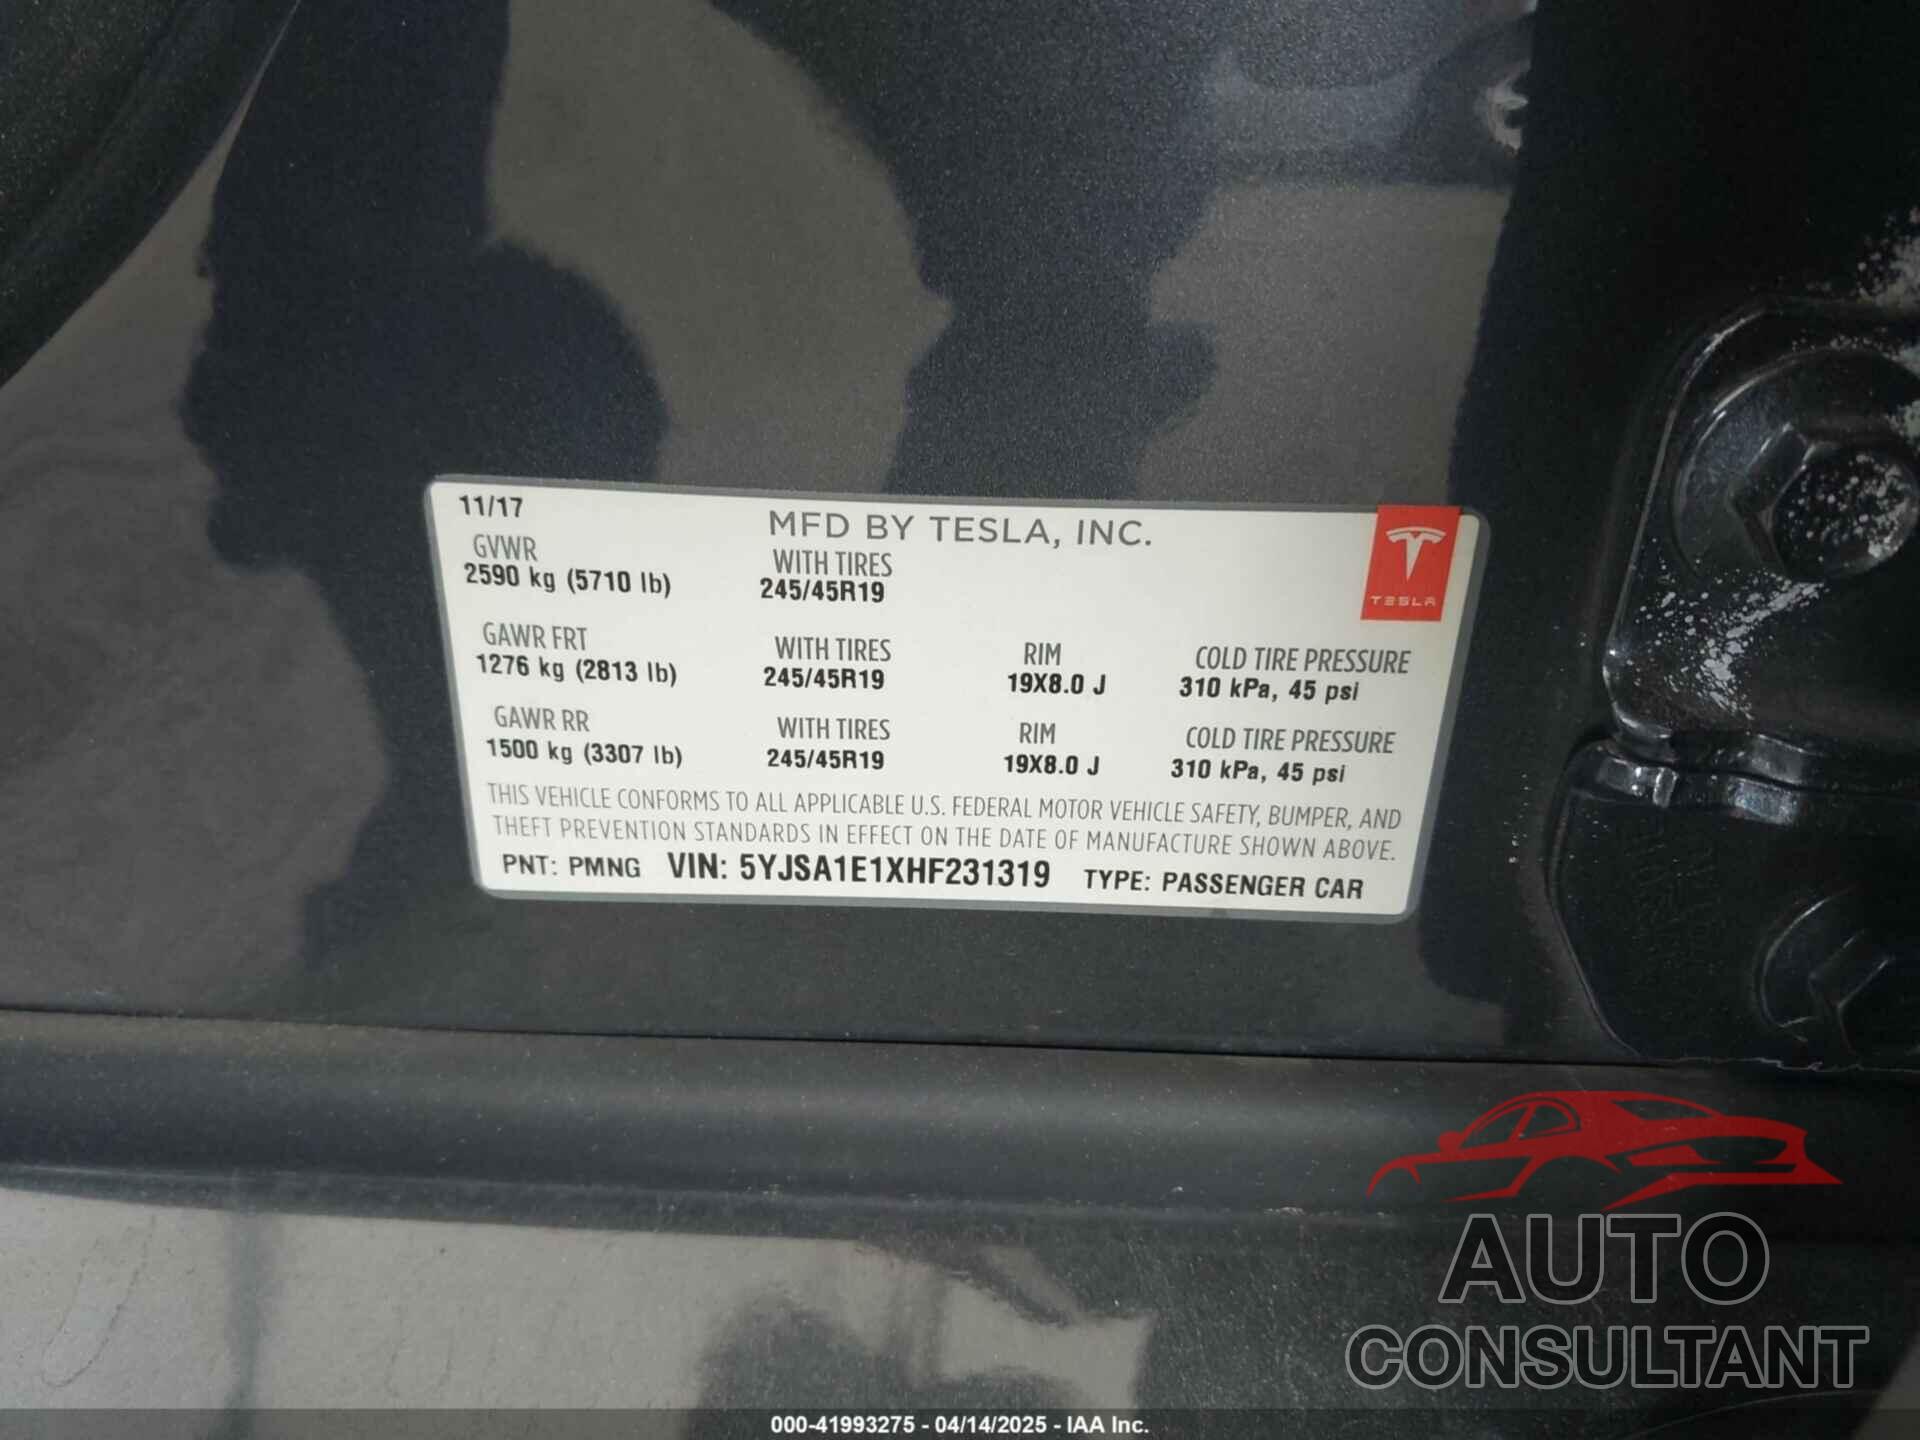 11/17
MFD BY TESLA, INC.
GVWR WITH TIRES
2590 kg (5710 lb) 245/45R19
TESLA
GAWR FRT WITH TIRES RIM COLD TIRE PRESSURE
1276 kg (2813 lb) 245/45R19 19X8.0 J 310 kPa, 45 psi
GAWR RR WITH TIRES RIM COLD TIRE PRESSURE
1500 kg (3307 lb) 245/45R19 19X8.0 J 310 kPa, 45 psi
THIS VEHICLE CONFORMS TO ALL APPLICABLE U.S. FEDERAL MOTOR VEHICLE SAFETY, BUMPER, AND
THEFT PREVENTION STANDARDS IN EFFECT ON THE DATE OF MANUFACTURE SHOWN ABOVE.
PNT: PMNG VIN: 5YJSA1E1XHF231319 TYPE: PASSENGER CAR
AUTO
CONSULTANT
000-41993275 - 04/14/2025 - IAA Inc.